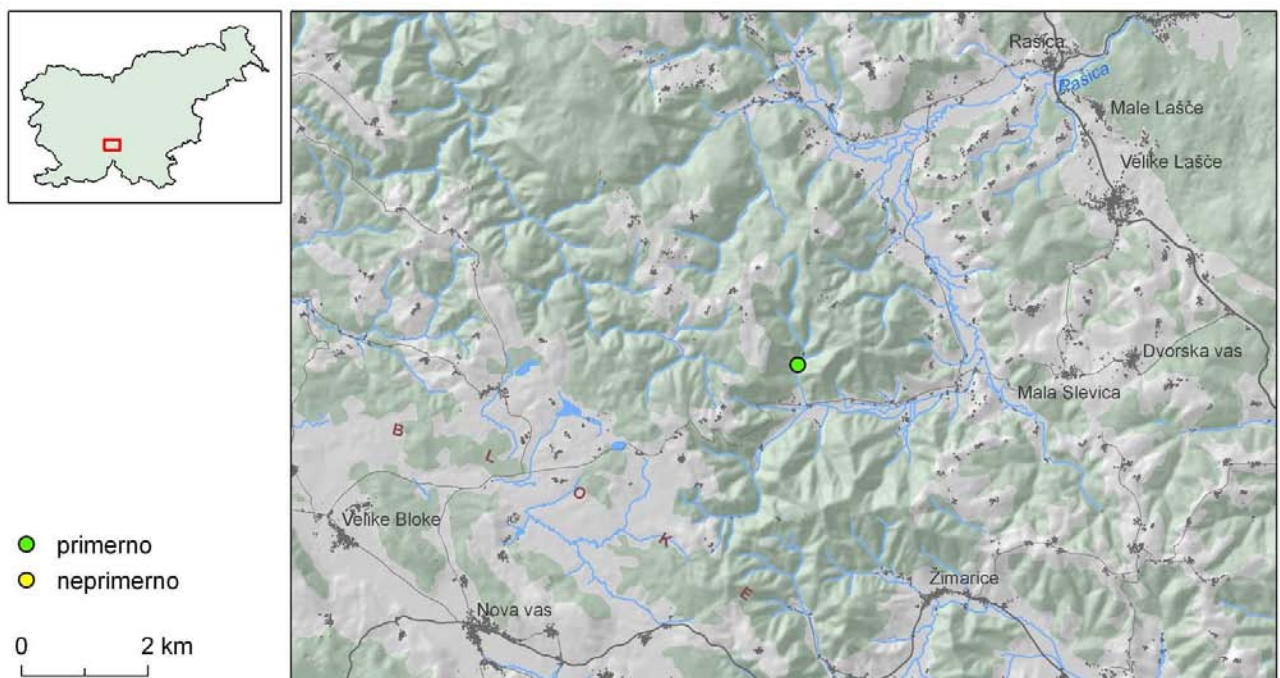 Rašica
Rašica
Male Lašče
Velike Lašče
Dvorska vas
Mala Slevica
B
L
O
K
E
Velike Bloke
Žimarice
Nova vas
primerno
neprimerno
0 2 km